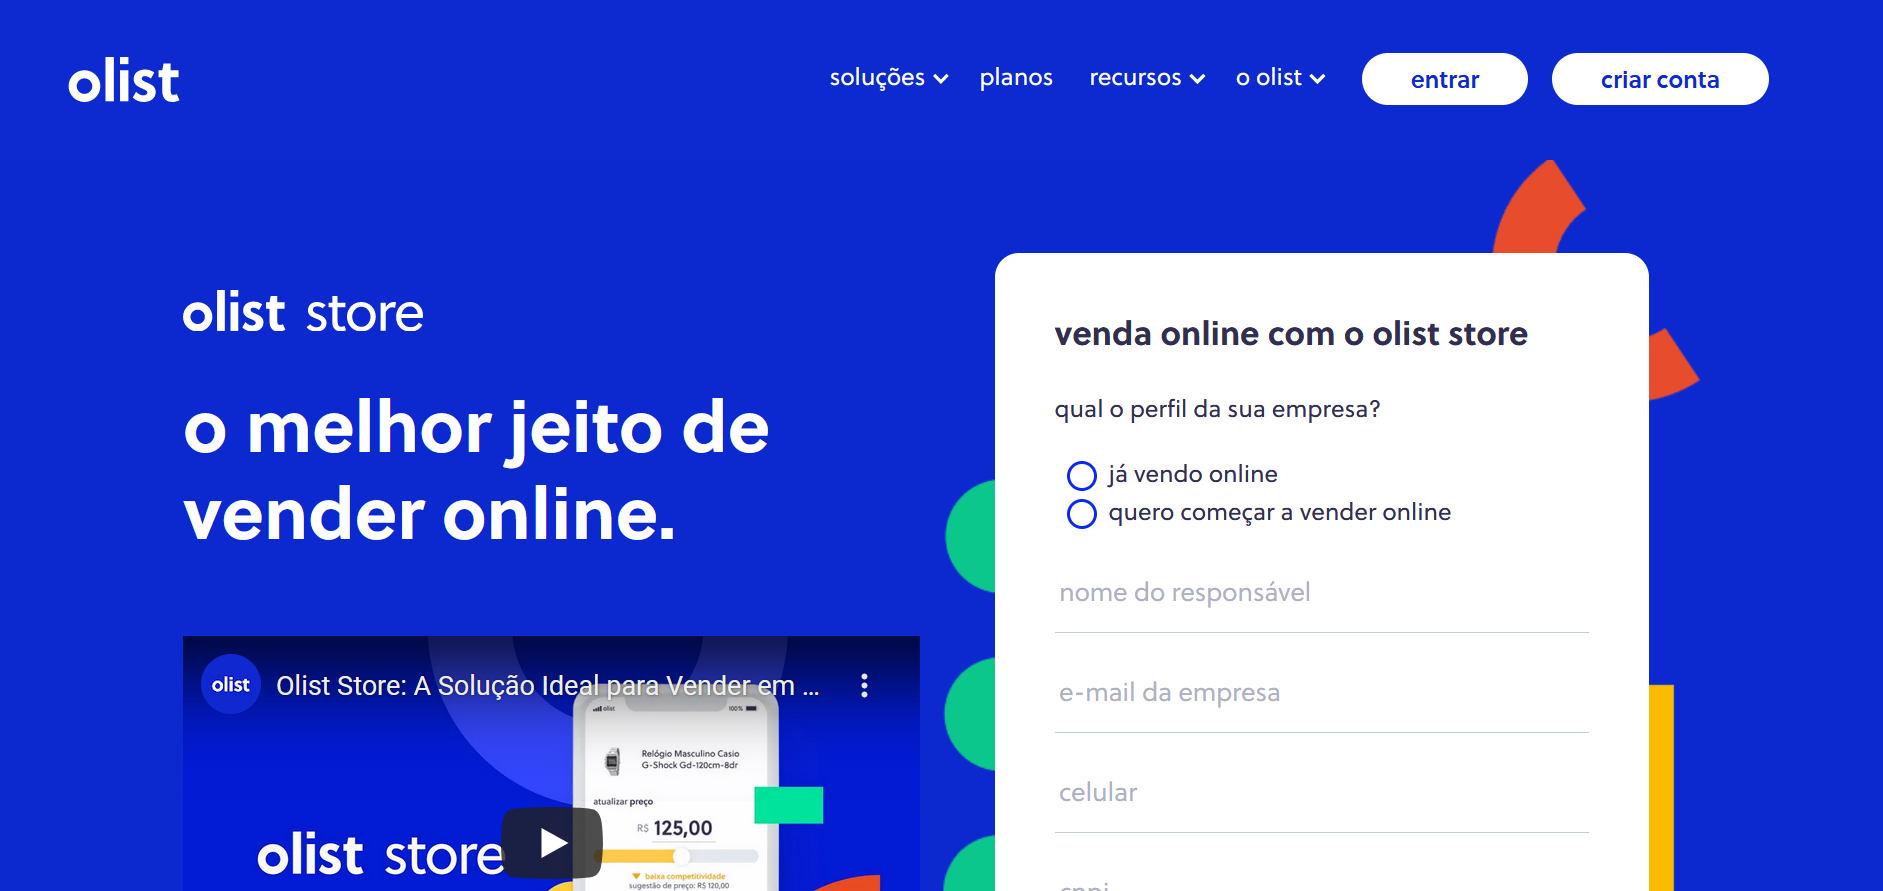 olist
soluções
planos
recursos
o olist
entrar
criar conta
olist store
o melhor jeito de
vender online.
olist
Olist Store: A Solução Ideal para Vender em ...
olist
100%
Relógio Masculino Casio
G-Shock Gd-120cm-8dr
atualizar preço
R$ 125,00
baixa competitividade
sugestão de preço: R$ 120,00
olist store
venda online com o olist store
qual o perfil da sua empresa?
já vendo online
quero começar a vender online
nome do responsável
e-mail da empresa
celular
cnpj